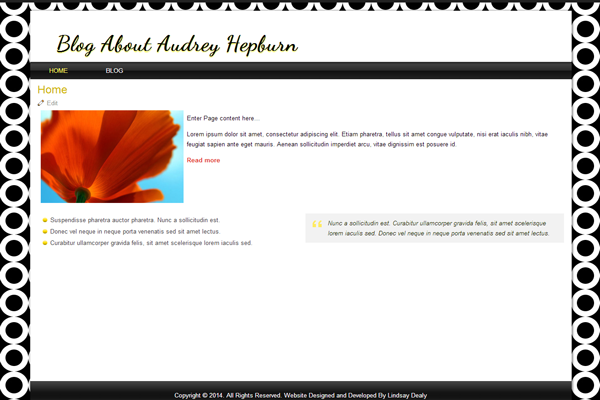 Blog About Audrey Hepburn
HOME BLOG
Home
Edit
Enter Page content here...
Lorem ipsum dolor sit amet, consectetur adipiscing elit. Etiam pharetra, tellus sit amet congue vulputate, nisi erat iaculis nibh, vitae
feugiat sapien ante eget mauris. Aenean sollicitudin imperdiet arcu, vitae dignissim est posuere id.
Read more
Suspendisse pharetra auctor pharetra. Nunc a sollicitudin est.
Donec vel neque in neque porta venenatis sed sit amet lectus.
Curabitur ullamcorper gravida felis, sit amet scelerisque lorem iaculis sed.
Nunc a sollicitudin est. Curabitur ullamcorper gravida felis, sit amet scelerisque
lorem iaculis sed. Donec vel neque in neque porta venenatis sed sit amet lectus.
Copyright © 2014. All Rights Reserved. Website Designed and Developed By Lindsay Dealy